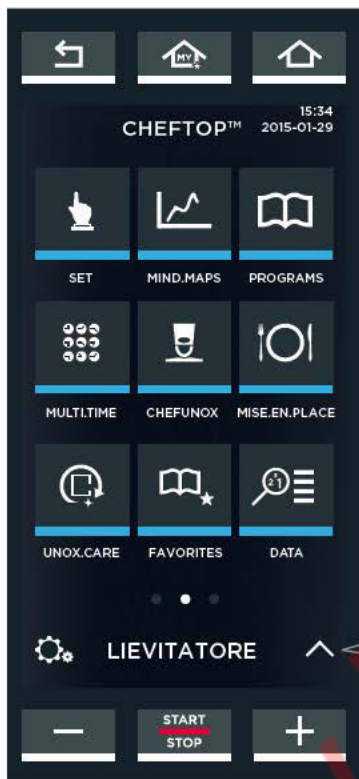 MY
15:34
CHEFTOP™ 2015-01-29
SET MIND.MAPS PROGRAMS
MULTI.TIME CHEFUNOX MISE.EN.PLACE
UNOX.CARE FAVORITES DATA
LIEVITATORE
START
STOP